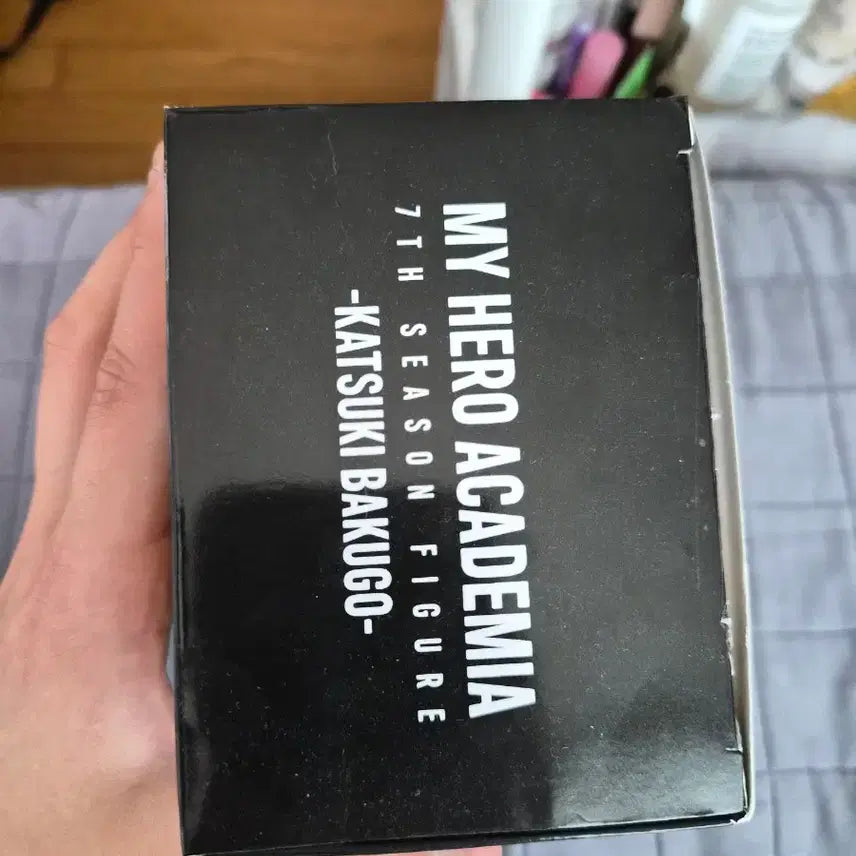 MY HERO ACADEMIA
7TH SEASON FIGURE
-KATSUKI BAKUGO-